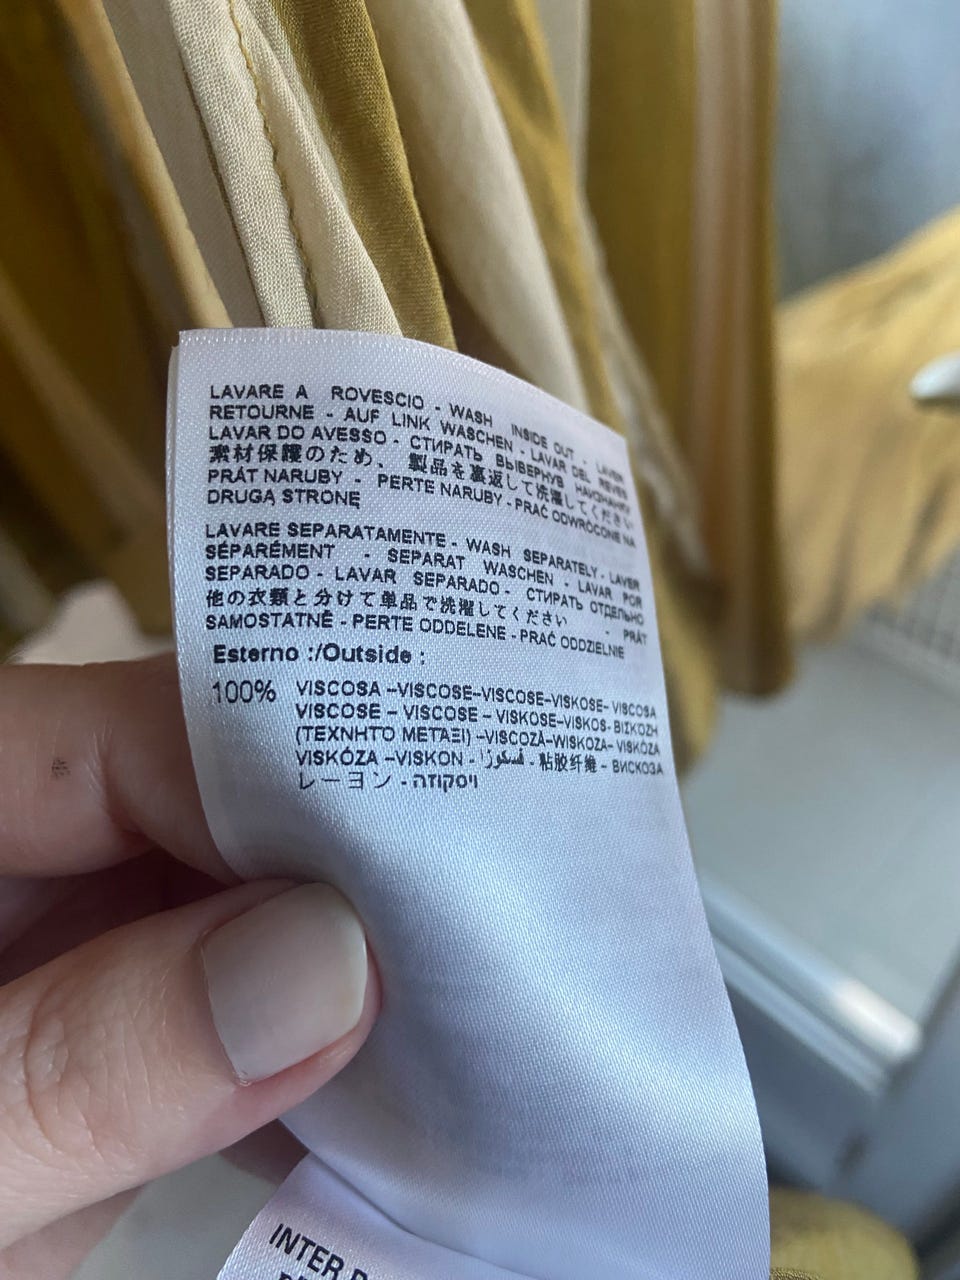 LAVARE A ROVESCIO - WASH INSIDE OUT - LAVER
RETOURNE - AUF LINK WASCHEN - LAVAR DEL REVES
LAVAR DO AVESSO - СТИРАТЬ ВЫВЕРНУВ НАИЗНАНКУ
素材保護のため、 製品を裏返して洗濯してください
PRÁT NARUBY - PERTE NARUBY - PRAĆ ODWRÓCONE NA
DRUGĄ STRONĘ
LAVARE SEPARATAMENTE - WASH SEPARATELY - LAVER
SÉPARÉMENT - SEPARAT WASCHEN - LAVAR POR
SEPARADO - LAVAR SEPARADO - СТИРАТЬ ОТДЕЛЬНО
他の衣類と分けて単品で洗濯してください - PRÁT
SAMOSTATNĚ - PERTE ODDELENE - PRAĆ ODDZIELNIE
Esterno :/Outside :
100% VISCOSA –VISCOSE–VISCOSE–VISKOSE– VISCOSA
VISCOSE – VISCOSE – VISKOSE–VISKOS- ΒΙΣΚΟΖΗ
(ΤΕΧΝΗΤΌ ΜΕΤΑΞΙ) –VISCOZĂ–WISKOZA– VISKÓZA
VISKÓZA –VISKON - فسكوزا - 粘胶纤维 - ВИСКОЗА
レーヨン - ויסקוזה
INTER